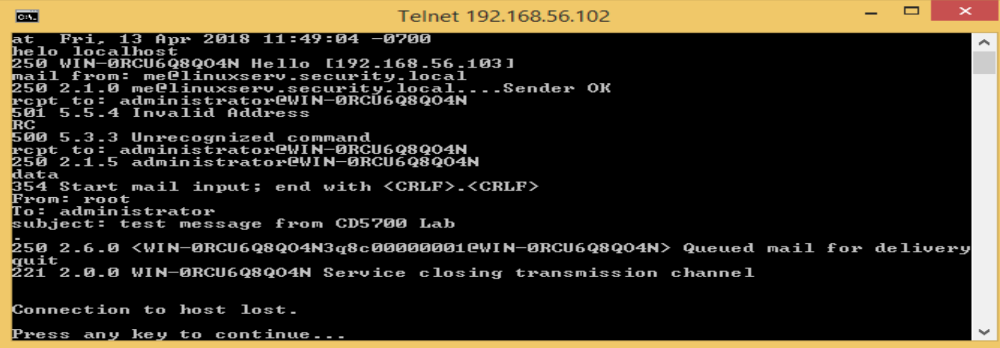 C:\.
Telnet 192.168.56.102
at  Fri, 13 Apr 2018 11:49:04 -0700
helo localhost
250 WIN-0RCU6Q8QO4N Hello [192.168.56.103]
mail from: me@linuxserv.security.local
250 2.1.0 me@linuxserv.security.local....Sender OK
rcpt to: administrator@WIN-0RCU6Q8QO4N
501 5.5.4 Invalid Address
RC
500 5.3.3 Unrecognized command
rcpt to: administrator@WIN-0RCU6Q8QO4N
250 2.1.5 administrator@WIN-0RCU6Q8QO4N
data
354 Start mail input; end with <CRLF>.<CRLF>
From: root
To: administrator
subject: test message from CD5700 Lab
.
250 2.6.0 <WIN-0RCU6Q8QO4N3q8c00000001@WIN-0RCU6Q8QO4N> Queued mail for delivery
quit
221 2.0.0 WIN-0RCU6Q8QO4N Service closing transmission channel
Connection to host lost.
Press any key to continue...